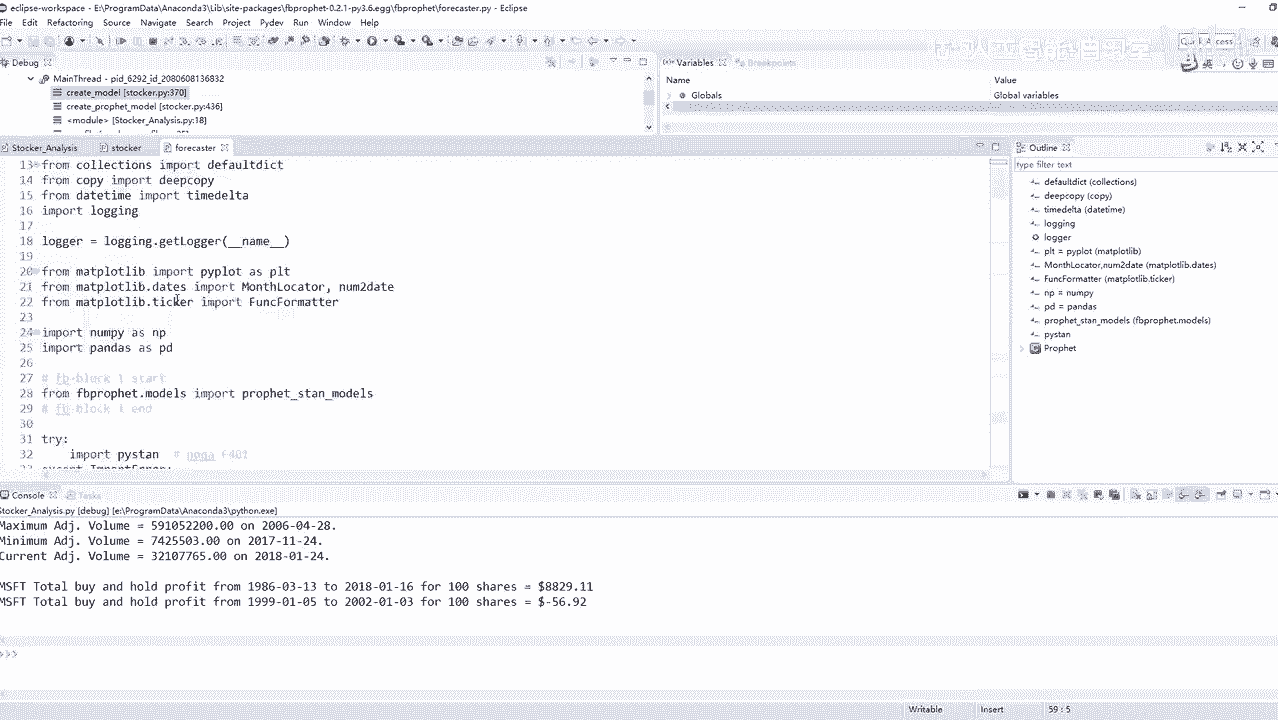 eclipse-workspace - E:\ProgramData\Anaconda3\Lib\site-packages\fbprophet-0.2.1-py3.6.egg\fbprophet\forecaster.py - Eclipse
File Edit Refactoring Source Navigate Search Project Pydev Run Window Help
Debug
MainThread - pid_6292_id_2080608136832
create_model [stocker.py:370]
create_prophet_model [stocker.py:436]
<module> [Stocker_Analysis.py:18]
Variables Breakpoints
Name Value
Globals Global variables
Stocker_Analysis stocker forecaster
13 from collections import defaultdict
14 from copy import deepcopy
15 from datetime import timedelta
16 import logging
17
18 logger = logging.getLogger(__name__)
19
20 from matplotlib import pyplot as plt
21 from matplotlib.dates import MonthLocator, num2date
22 from matplotlib.ticker import FuncFormatter
23
24 import numpy as np
25 import pandas as pd
26
27 # fb-block 1 start
28 from fbprophet.models import prophet_stan_models
29 # fb-block 1 end
30
31 try:
32 import pystan # noqa F401
except ImportError:
Outline
type filter text
defaultdict (collections)
deepcopy (copy)
timedelta (datetime)
logging
logger
plt = pyplot (matplotlib)
MonthLocator,num2date (matplotlib.dates)
FuncFormatter (matplotlib.ticker)
np = numpy
pd = pandas
prophet_stan_models (fbprophet.models)
pystan
Prophet
Console Tasks
Stocker_Analysis.py [debug] [e:\ProgramData\Anaconda3\python.exe]
Maximum Adj. Volume = 591052200.00 on 2006-04-28.
Minimum Adj. Volume = 7425503.00 on 2017-11-24.
Current Adj. Volume = 32107765.00 on 2018-01-24.
MSFT Total buy and hold profit from 1986-03-13 to 2018-01-16 for 100 shares = $8829.11
MSFT Total buy and hold profit from 1999-01-05 to 2002-01-03 for 100 shares = $-56.92
>>>
Writable Insert 59 : 5